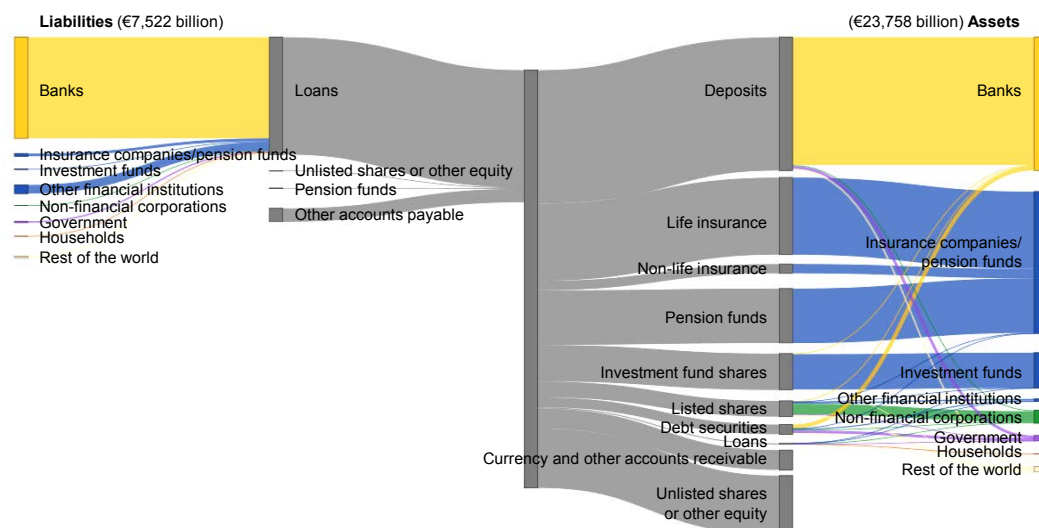 Liabilities (€7,522 billion)
(€23,758 billion) Assets
Banks
Loans
Deposits
Banks
Insurance companies/pension funds
Investment funds
Other financial institutions
Non-financial corporations
Government
Households
Rest of the world
Unlisted shares or other equity
Pension funds
Other accounts payable
Life insurance
Non-life insurance
Pension funds
Investment fund shares
Listed shares
Debt securities
Loans
Currency and other accounts receivable
Unlisted shares
or other equity
Insurance companies/
pension funds
Investment funds
Other financial institutions
Non-financial corporations
Government
Households
Rest of the world